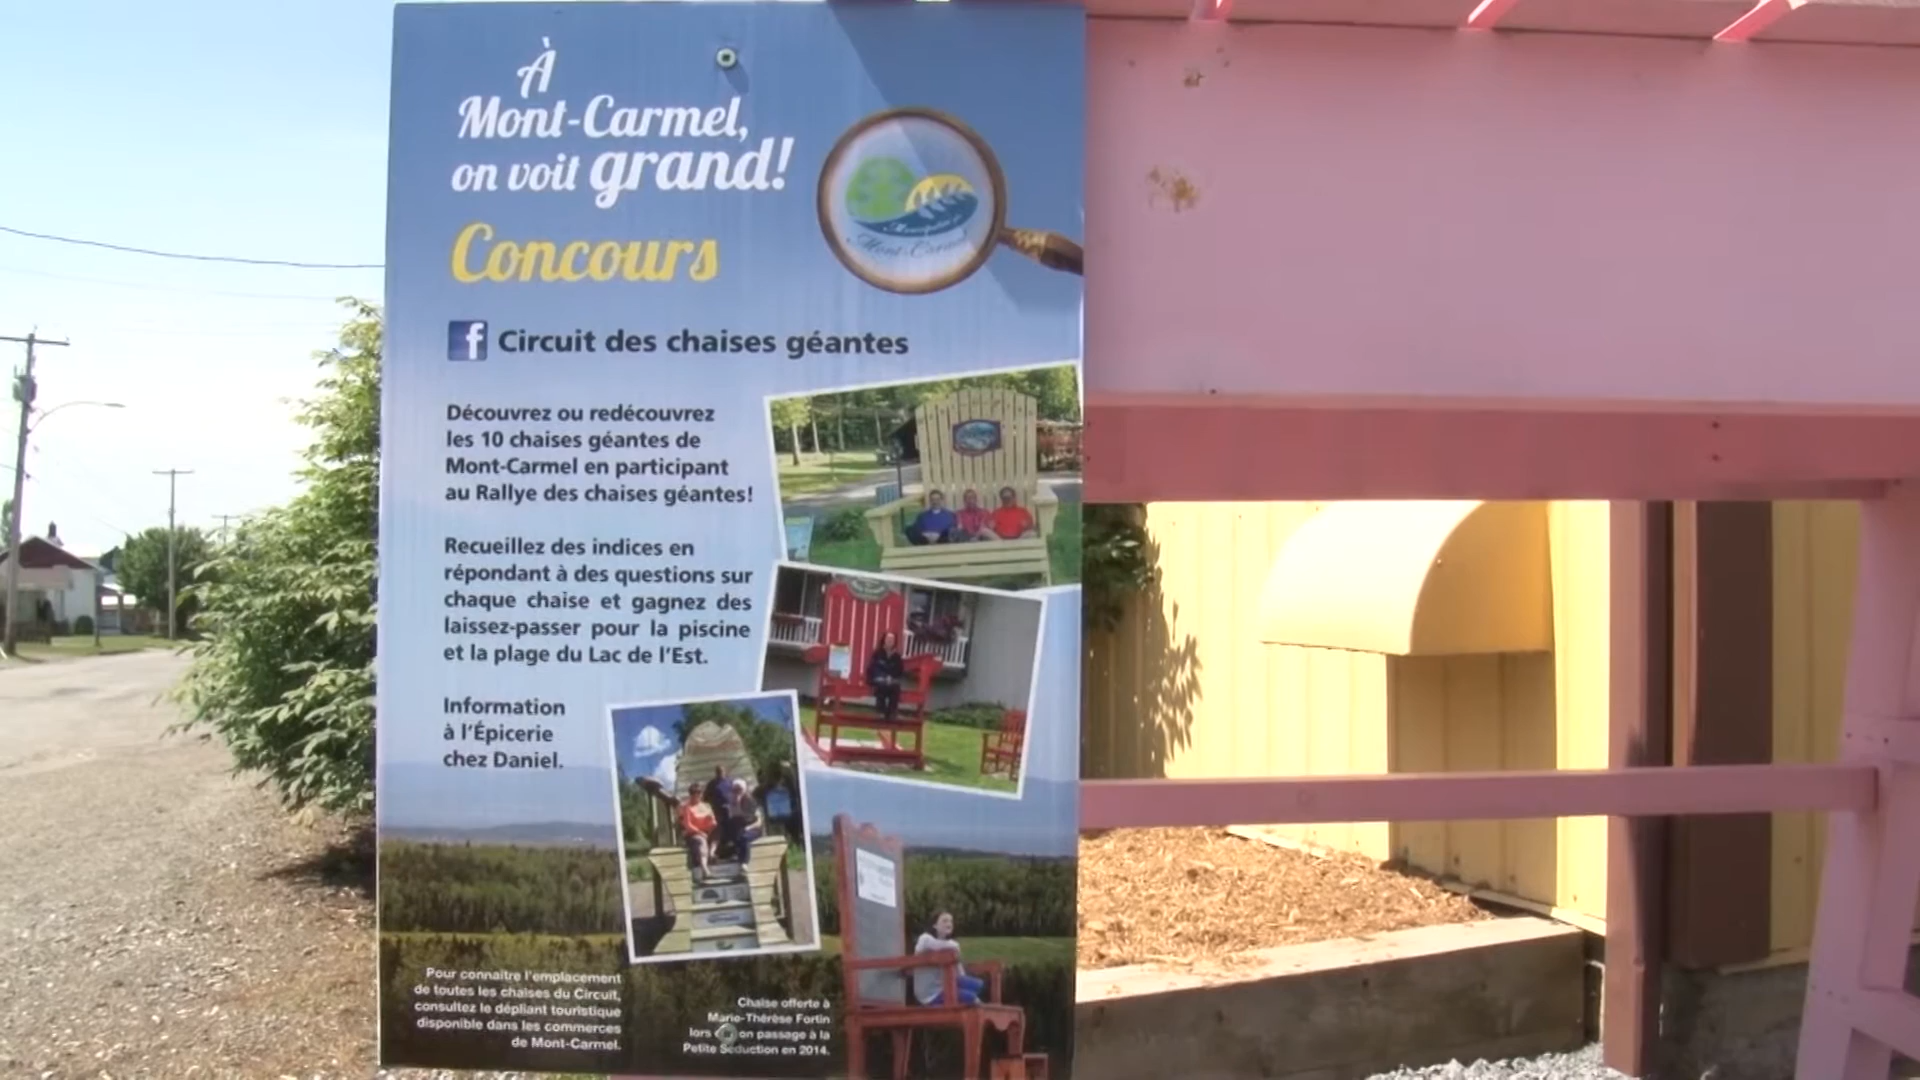 À
Mont-Carmel,
on voit grand!
Concours
Mont-Carmel
f Circuit des chaises géantes
Découvrez ou redécouvrez
les 10 chaises géantes de
Mont-Carmel en participant
au Rallye des chaises géantes!
Recueillez des indices en
répondant à des questions sur
chaque chaise et gagnez des
laissez-passer pour la piscine
et la plage du Lac de l'Est.
Information
à l'Épicerie
chez Daniel.
Pour connaître l'emplacement
de toutes les chaises du Circuit,
consultez le dépliant touristique
disponible dans les commerces
de Mont-Carmel.
Chaise offerte à
Marie-Thérèse Fortin
lors on passage à la
Petite Séduction en 2014.